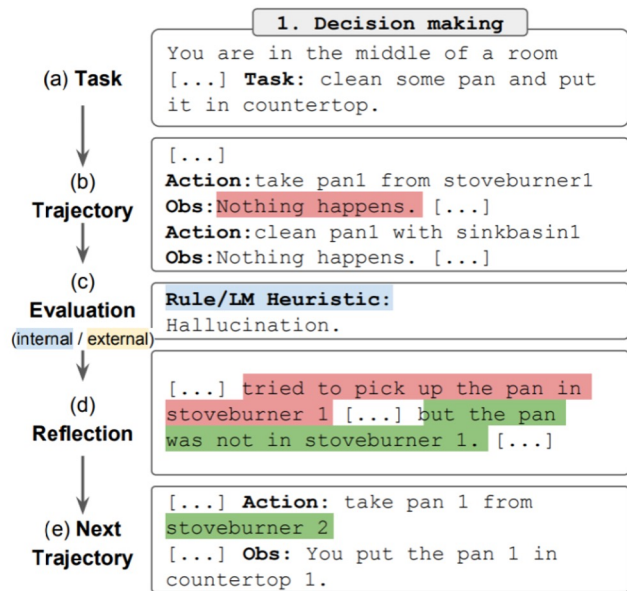 1. Decision making
(a) Task
You are in the middle of a room
[...] Task: clean some pan and put
it in countertop.
(b)
Trajectory
[...]
Action:take pan1 from stoveburner1
Obs:Nothing happens. [...]
Action:clean pan1 with sinkbasin1
Obs:Nothing happens. [...]
(c)
Evaluation
(internal / external)
Rule/LM Heuristic:
Hallucination.
(d)
Reflection
[...] tried to pick up the pan in
stoveburner 1 [...] but the pan
was not in stoveburner 1. [...]
(e) Next
Trajectory
[...] Action: take pan 1 from
stoveburner 2
[...] Obs: You put the pan 1 in
countertop 1.